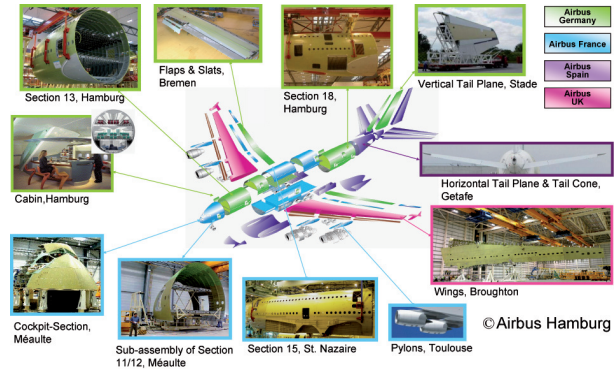 Airbus
Germany
Airbus France
Airbus
Spain
Airbus
UK
Section 13, Hamburg
Flaps & Slats,
Bremen
Section 18,
Hamburg
Vertical Tail Plane, Stade
Cabin,Hamburg
Horizontal Tail Plane & Tail Cone,
Getafe
Wings, Broughton
Cockpit-Section,
Méaulte
Sub-assembly of Section
11/12, Méaulte
Section 15, St. Nazaire
Pylons, Toulouse
©Airbus Hamburg